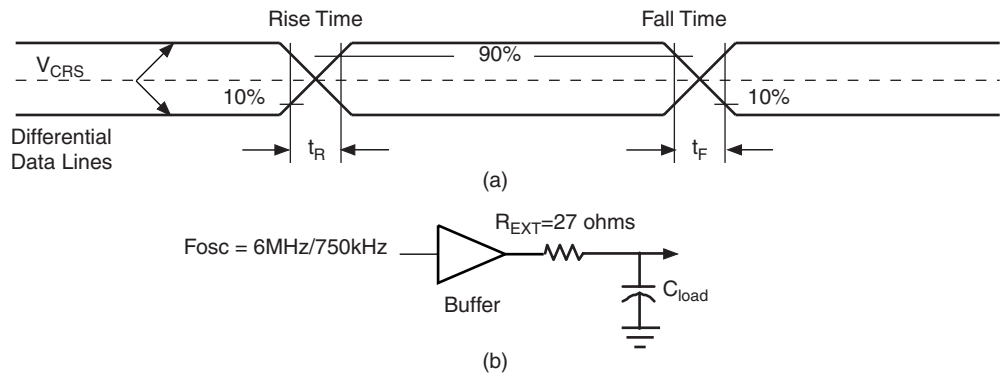 Rise Time
Fall Time
V_CRS
90%
10%
10%
Differential
Data Lines
t_R
t_F
(a)
R_EXT=27 ohms
Fosc = 6MHz/750kHz
C_load
Buffer
(b)